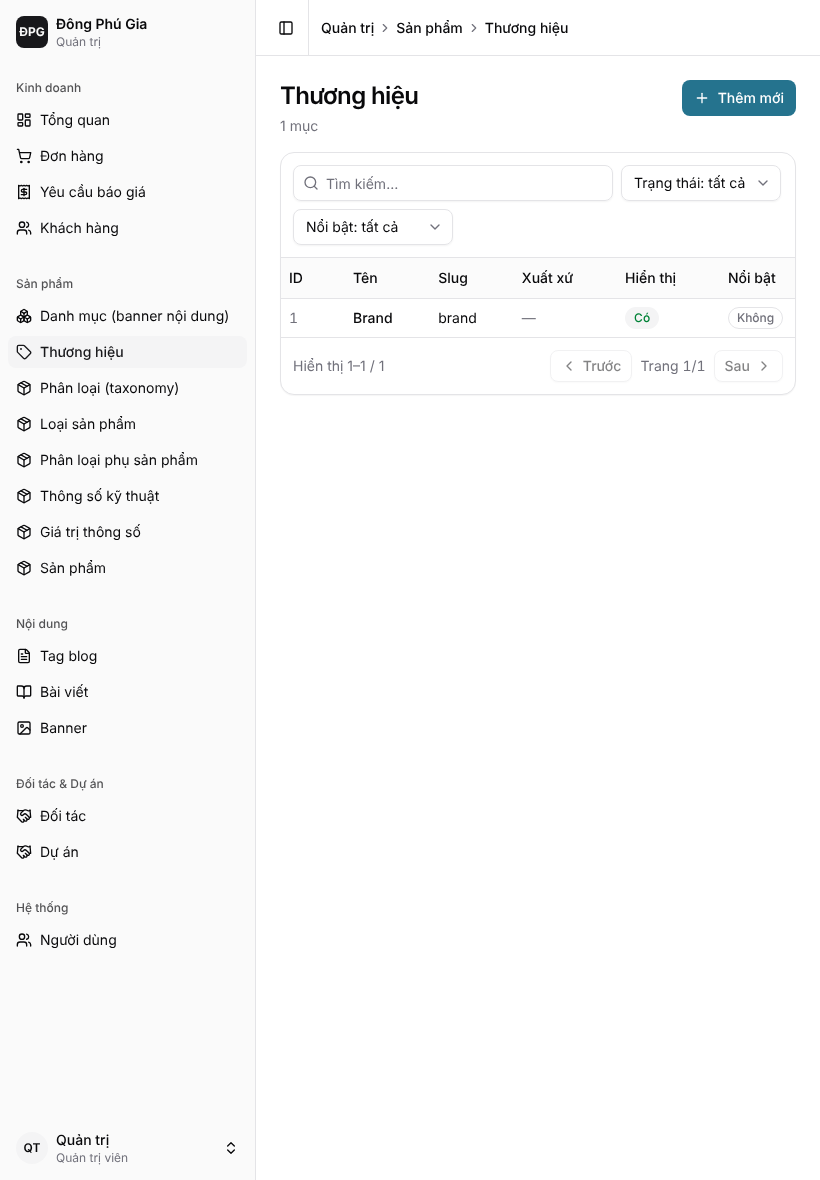 ĐPG
Đông Phú Gia
Quản trị
Kinh doanh
Tổng quan
Đơn hàng
Yêu cầu báo giá
Khách hàng
Sản phẩm
Danh mục (banner nội dung)
Thương hiệu
Phân loại (taxonomy)
Loại sản phẩm
Phân loại phụ sản phẩm
Thông số kỹ thuật
Giá trị thông số
Sản phẩm
Nội dung
Tag blog
Bài viết
Banner
Đối tác & Dự án
Đối tác
Dự án
Hệ thống
Người dùng
QT
Quản trị
Quản trị viên
Quản trị > Sản phẩm > Thương hiệu
Thương hiệu
1 mục
Thêm mới
Tìm kiếm...
Trạng thái: tất cả
Nổi bật: tất cả
ID Tên Slug Xuất xứ Hiển thị Nổi bật
1 Brand brand — Có Không
Hiển thị 1–1 / 1
Trước Trang 1/1 Sau